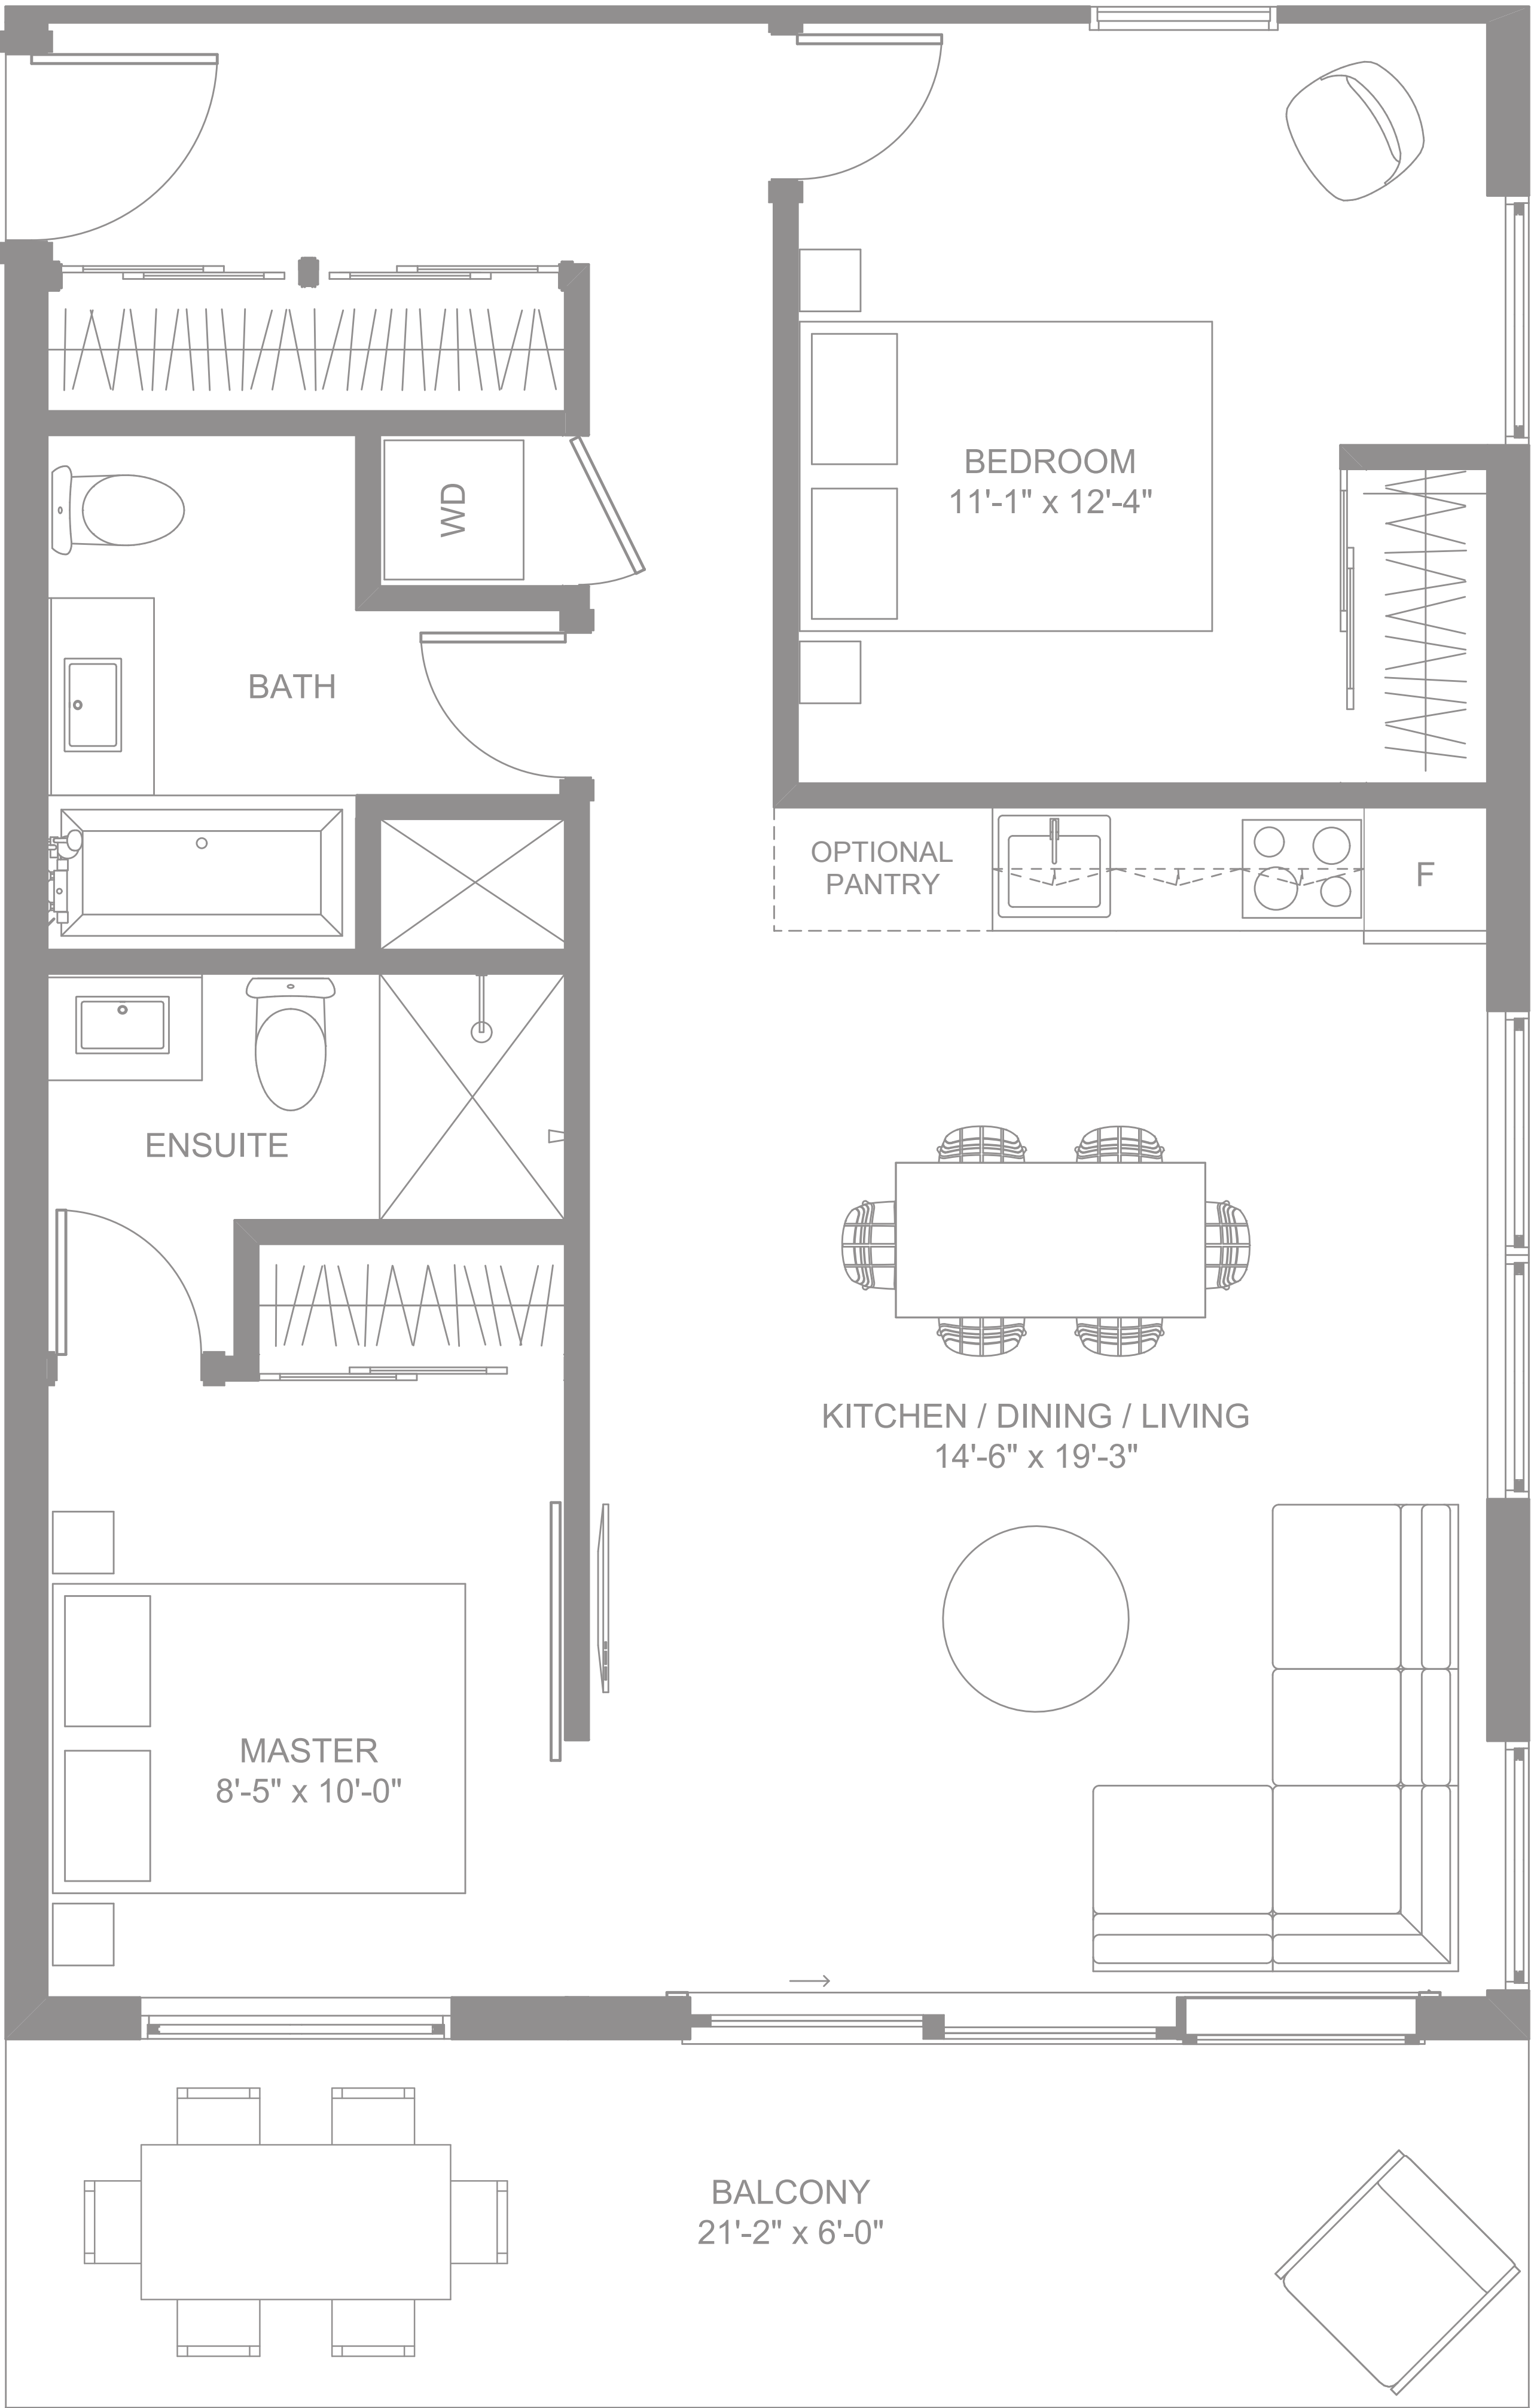 BEDROOM
11'-1" x 12'-4"
WD
BATH
OPTIONAL
PANTRY
F
ENSUITE
KITCHEN / DINING / LIVING
14'-6" x 19'-3"
MASTER
8'-5" x 10'-0"
BALCONY
21'-2" x 6'-0"